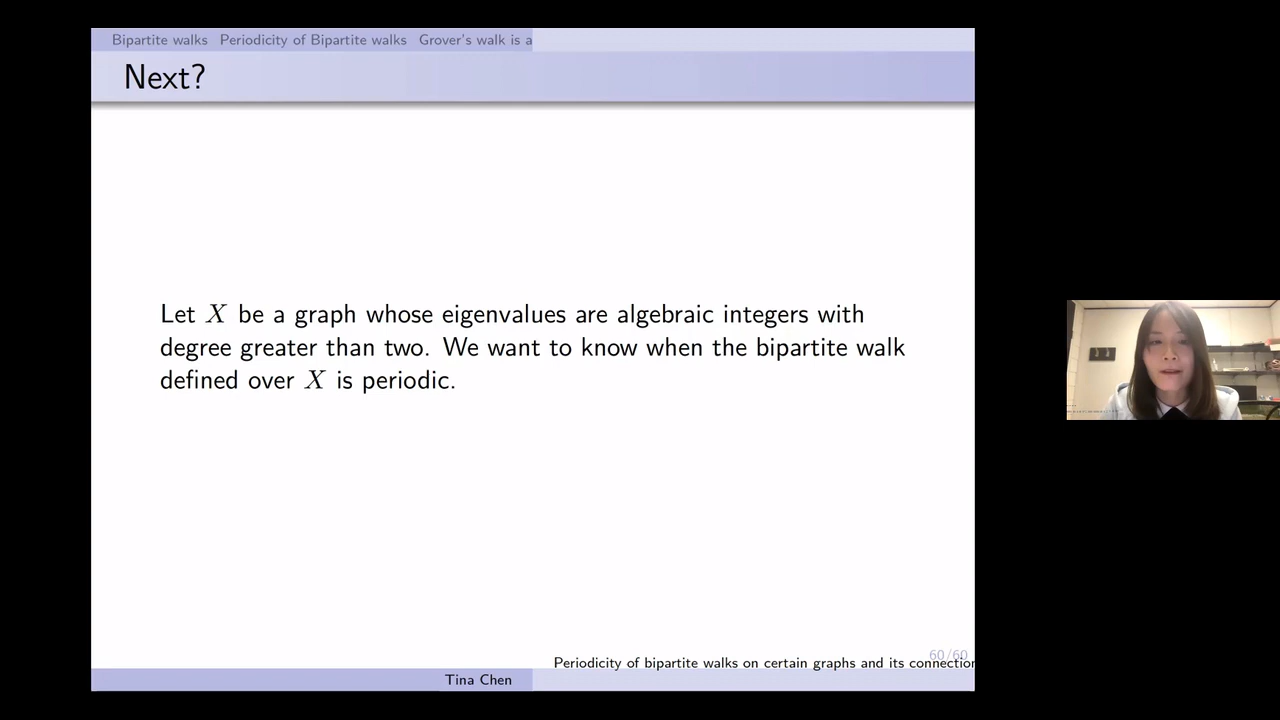 Bipartite walks Periodicity of Bipartite walks Grover's walk is a
Next?
Let X be a graph whose eigenvalues are algebraic integers with
degree greater than two. We want to know when the bipartite walk
defined over X is periodic.
60/60
Periodicity of bipartite walks on certain graphs and its connection
Tina Chen